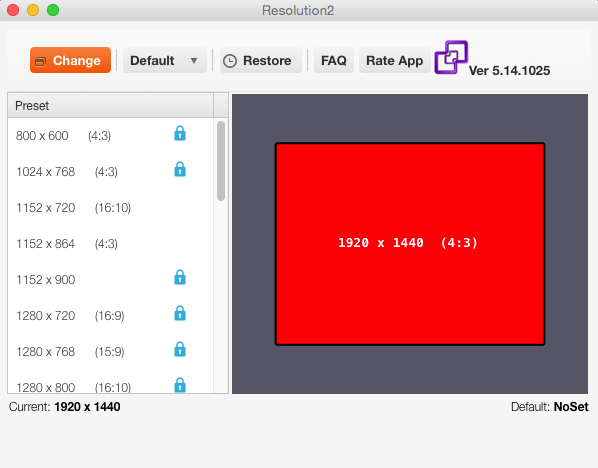 Resolution2
Change
Default
Restore
FAQ
Rate App
Ver 5.14.1025
Preset
800 x 600 (4:3)
1024 x 768 (4:3)
1152 x 720 (16:10)
1152 x 864 (4:3)
1152 x 900
1280 x 720 (16:9)
1280 x 768 (15:9)
1280 x 800 (16:10)
1920 x 1440 (4:3)
Current: 1920 x 1440
Default: NoSet